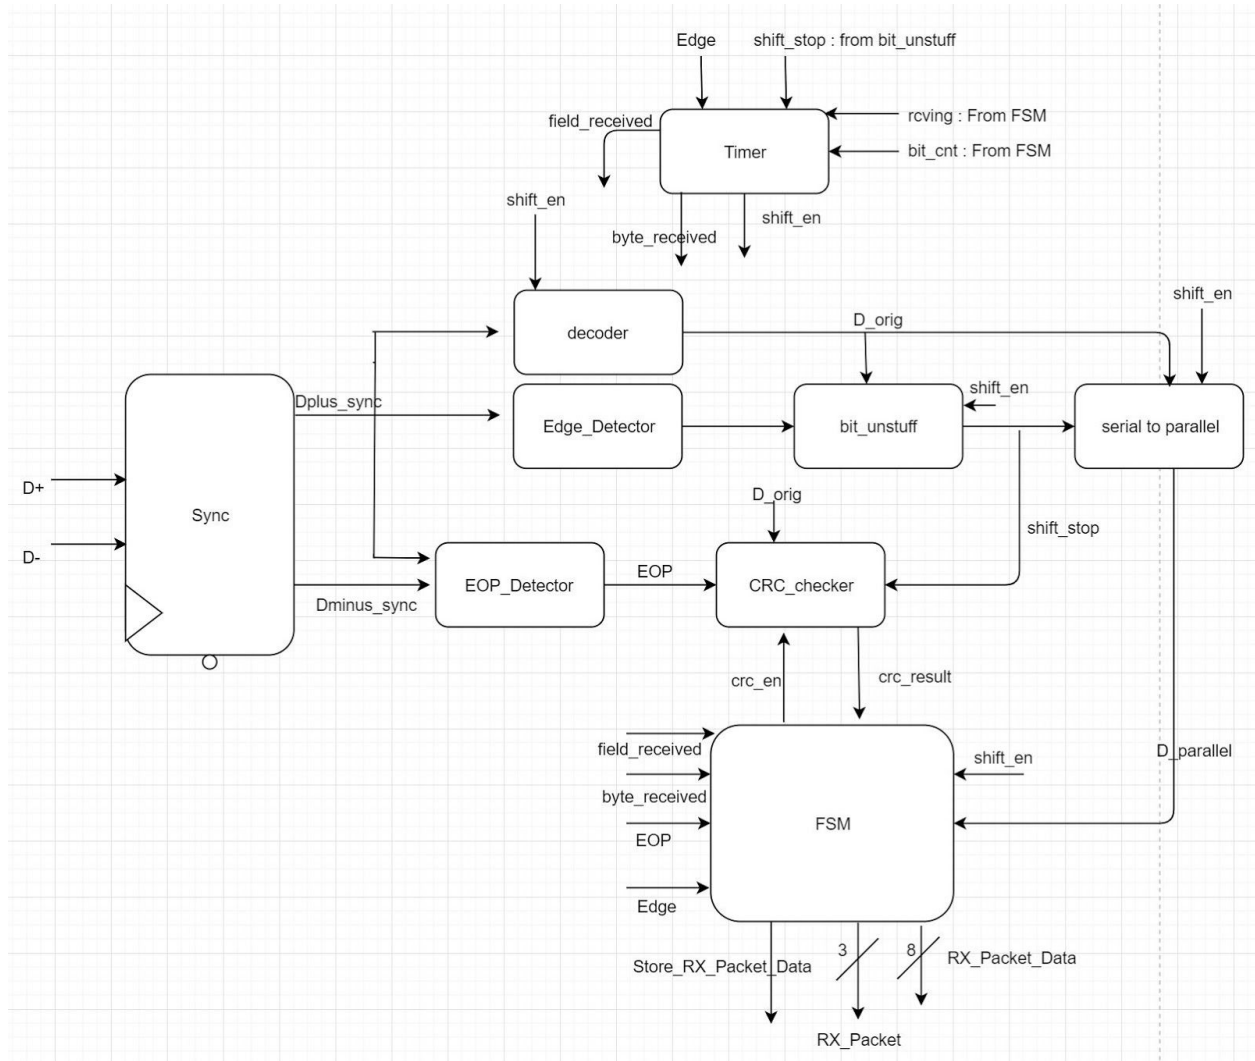 Edge
shift_stop : from bit_unstuff
field_received
rcving : From FSM
Timer
bit_cnt : From FSM
shift_en
shift_en
byte_received
shift_en
decoder
D_orig
Dplus_sync
Edge_Detector
bit_unstuff
shift_en
serial to parallel
D+
Sync
D_orig
shift_stop
D-
EOP_Detector
EOP
CRC_checker
Dminus_sync
crc_en
crc_result
field_received
shift_en
D_parallel
byte_received
FSM
EOP
Edge
Store_RX_Packet_Data
3
8
RX_Packet_Data
RX_Packet